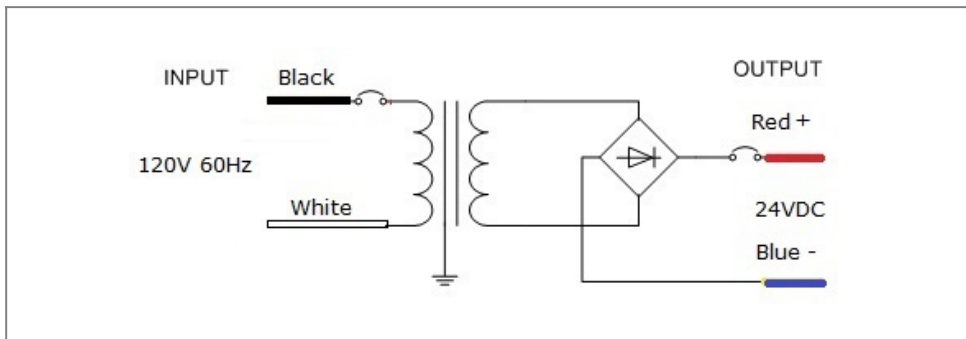 INPUT
Black
OUTPUT
Red +
120V 60Hz
White
24VDC
Blue -